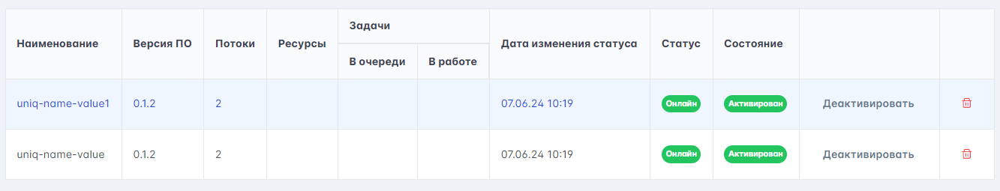 Задачи
Наименование Версия ПО Потоки Ресурсы Дата изменения статуса Статус Состояние
В очереди В работе
uniq-name-value1 0.1.2 2 07.06.24 10:19 Онлайн Активирован Деактивировать
uniq-name-value 0.1.2 2 07.06.24 10:19 Онлайн Активирован Деактивировать